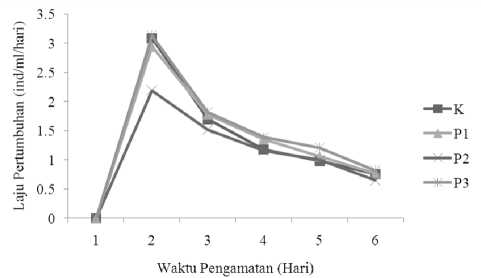 Laju Pertumbuhan (ind/ml/hari)
3.5
3
2.5
2
1.5
1
0.5
0
1 2 3 4 5 6
Waktu Pengamatan (Hari)
K
P1
P2
P3